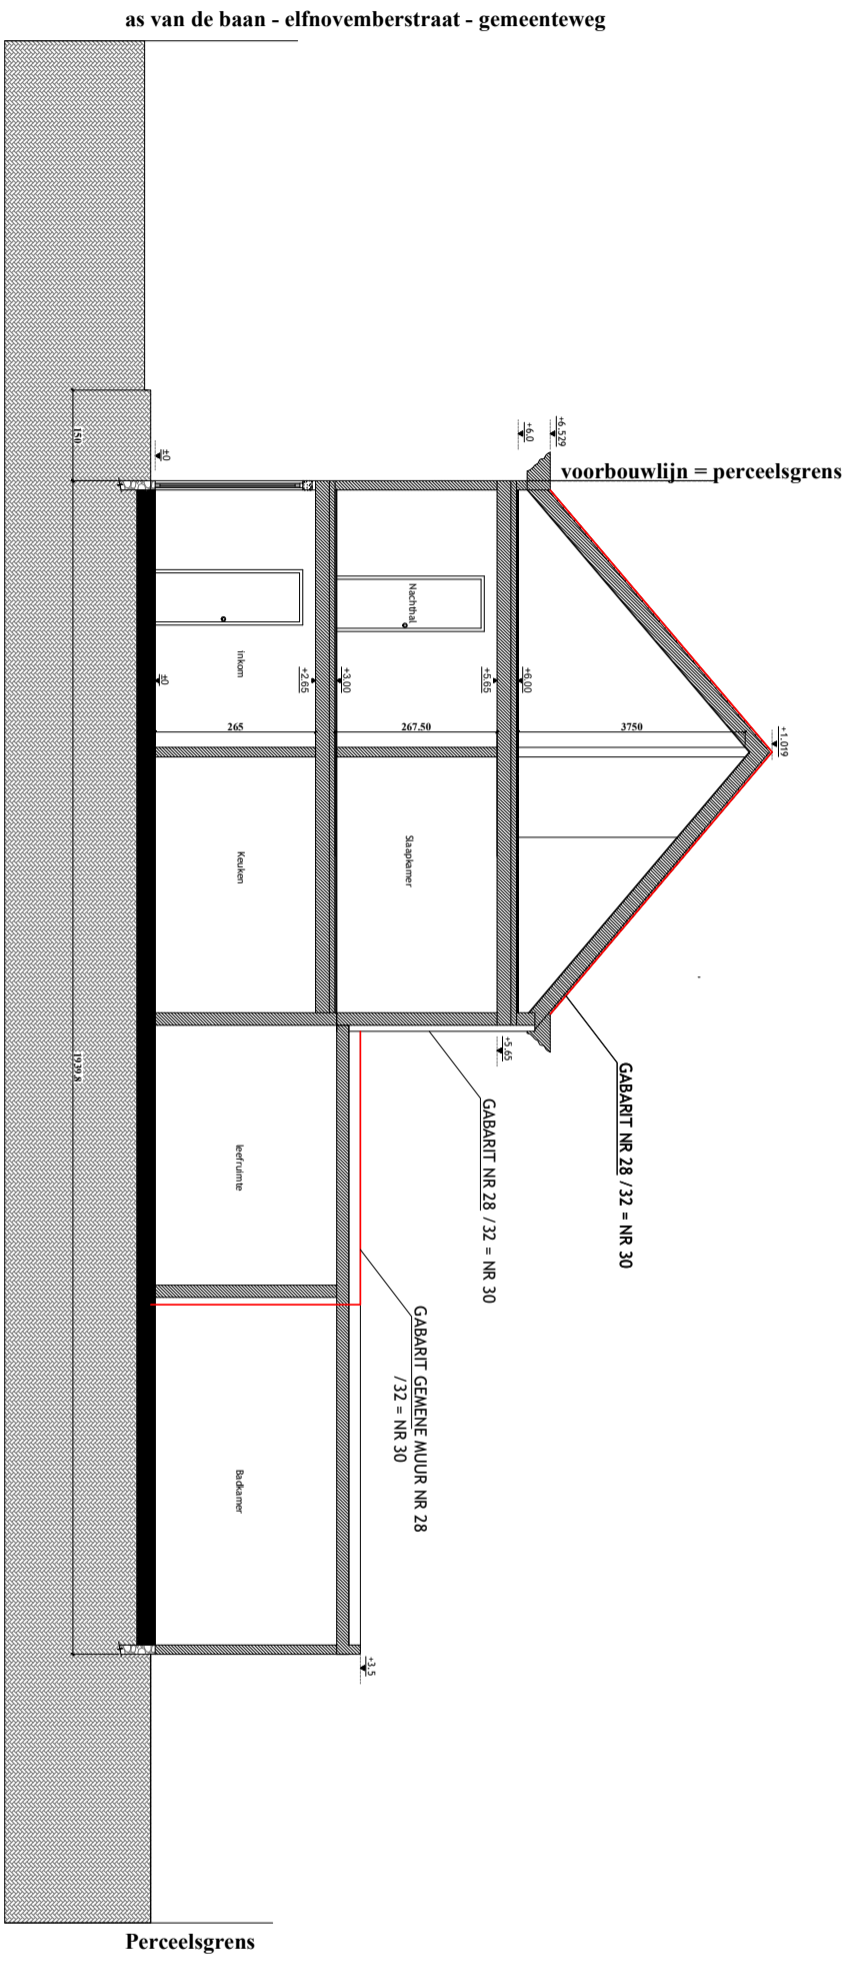 as van de baan - elfnovemberstraat - gemeenteweg
+6.529
+6.0
150
±0
voorbouwlijn = perceelsgrens
Nachthal
inkom
±0
+2.65
+3.00
+5.65
+6.00
265
267.50
3750
+1.019
Keuken
Slaapkamer
+5.65
1939.8
GABARIT NR 28 /32 = NR 30
GABARIT NR 28 /32 = NR 30
leefruimte
GABARIT GEMENE MUUR NR 28
/32 = NR 30
Badkamer
+3.5
Perceelsgrens